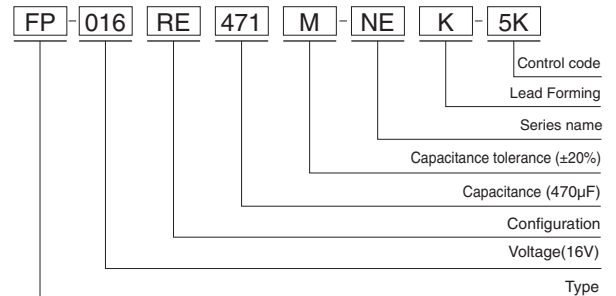 FP-016 RE 471 M-NE K-5K
Control code
Lead Forming
Series name
Capacitance tolerance (±20%)
Capacitance (470μF)
Configuration
Voltage(16V)
Type